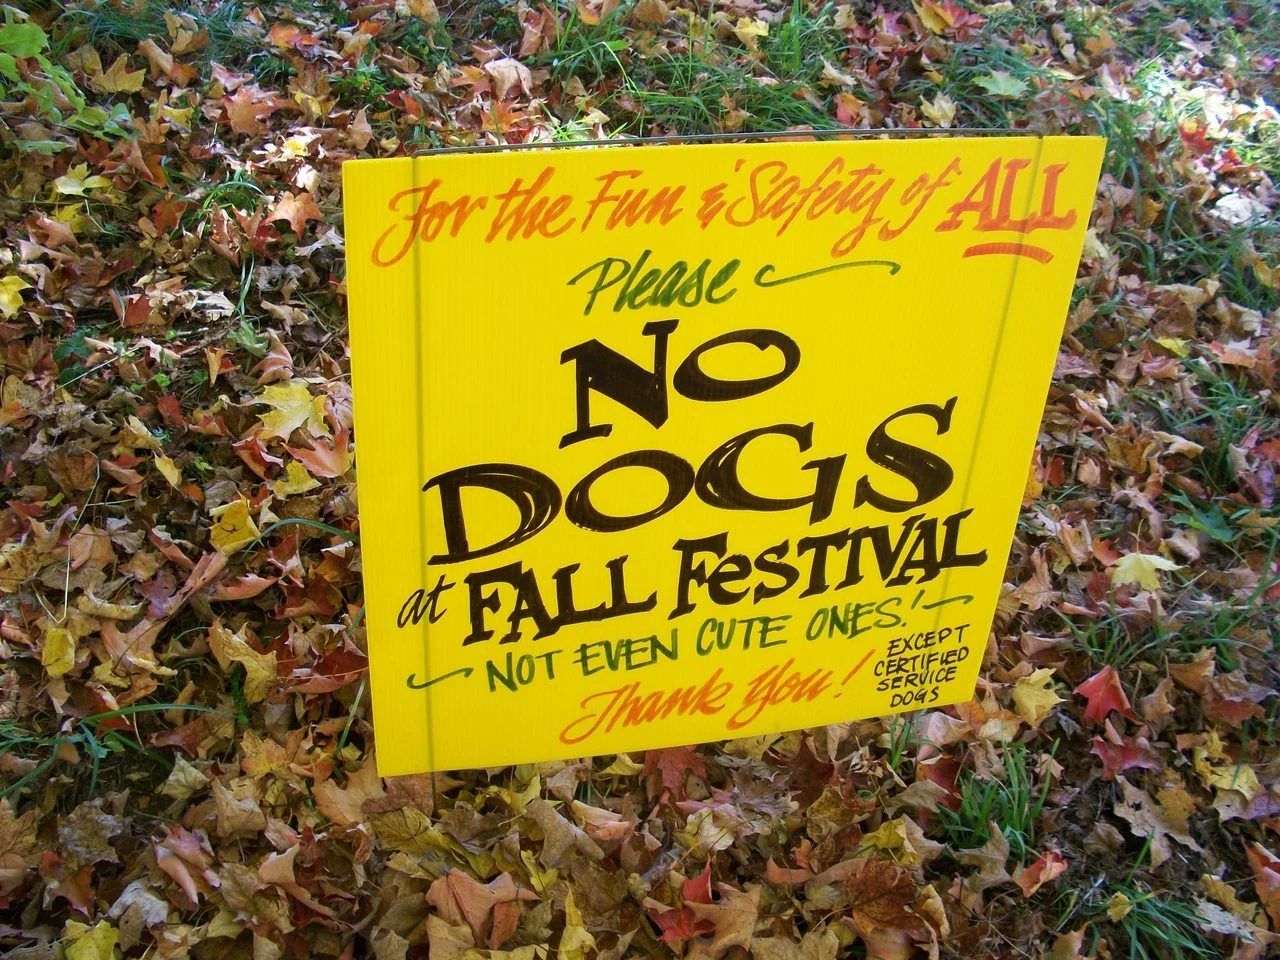 For the Fun & Safety of ALL
Please
NO
DOGS
at FALL FeSTIVAL
NOT EVEN CUTE ONES!
Thank You!
EXCEPT
CERTIFIED
SERVICE
DOGS